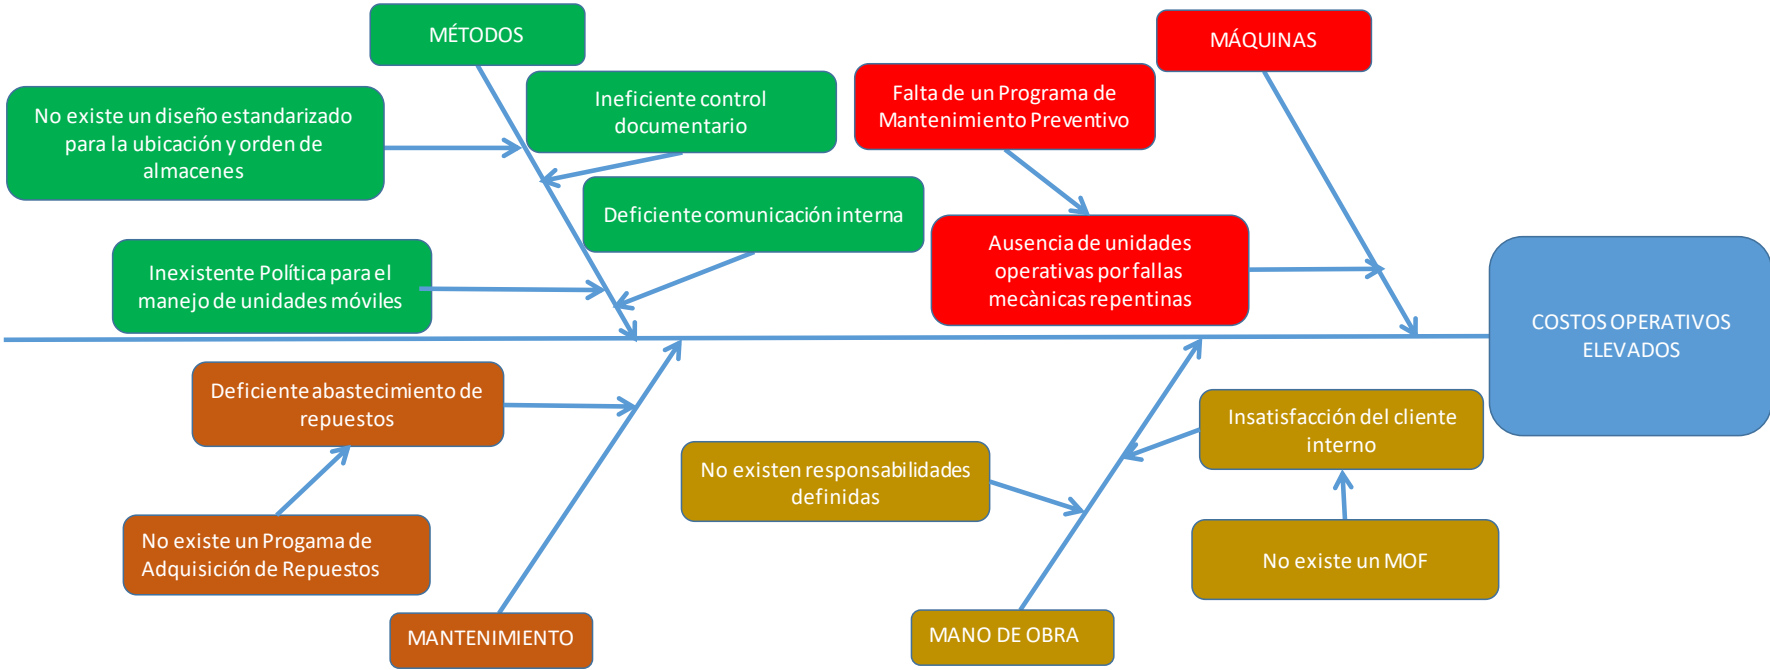 MÉTODOS
MÁQUINAS
No existe un diseño estandarizado
para la ubicación y orden de
almacenes
Ineficiente control
documentario
Falta de un Programa de
Mantenimiento Preventivo
Deficiente comunicación interna
Inexistente Política para el
manejo de unidades móviles
Ausencia de unidades
operativas por fallas
mecànicas repentinas
COSTOS OPERATIVOS
ELEVADOS
Deficiente abastecimiento de
repuestos
Insatisfacción del cliente
interno
No existen responsabilidades
definidas
No existe un Progama de
Adquisición de Repuestos
No existe un MOF
MANTENIMIENTO
MANO DE OBRA